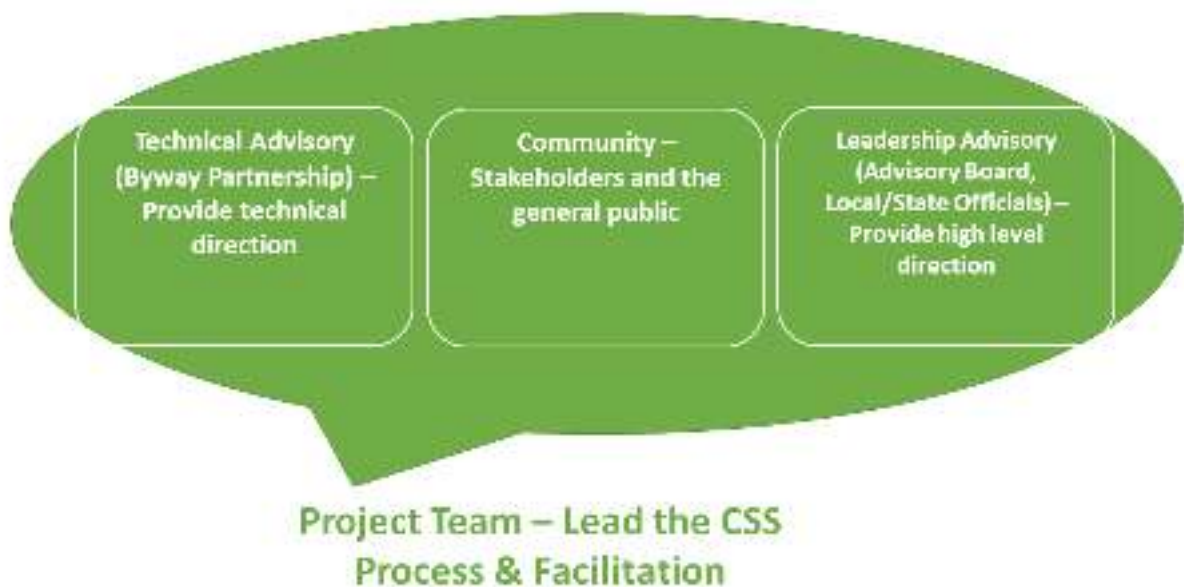 Technical Advisory
(Byway Partnership) –
Provide technical
direction
Community –
Stakeholders and the
general public
Leadership Advisory
(Advisory Board,
Local/State Officials) –
Provide high level
direction
Project Team – Lead the CSS
Process & Facilitation